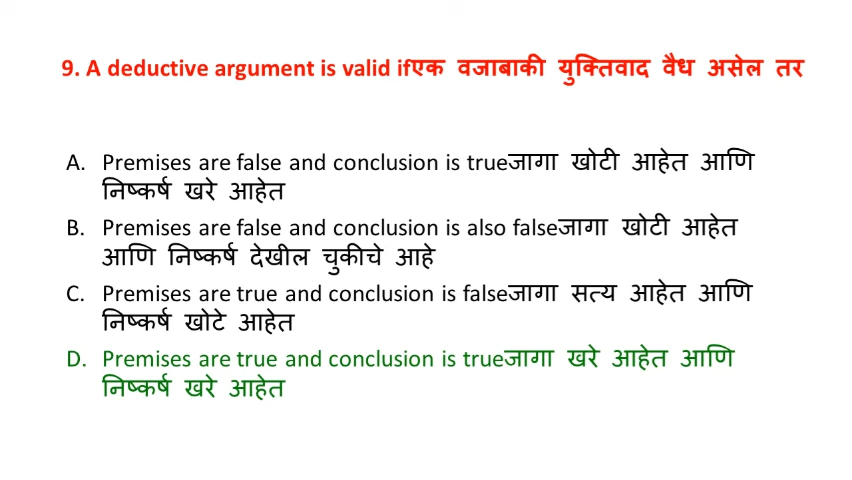 9. A deductive argument is valid ifएक वजाबाकी युक्तिवाद वैध असेल तर
A. Premises are false and conclusion is trueजागा खोटी आहेत आणि
निष्कर्ष खरे आहेत
B. Premises are false and conclusion is also falseजागा खोटी आहेत
आणि निष्कर्ष देखील चुकीचे आहे
C. Premises are true and conclusion is falseजागा सत्य आहेत आणि
निष्कर्ष खोटे आहेत
D. Premises are true and conclusion is trueजागा खरे आहेत आणि
निष्कर्ष खरे आहेत